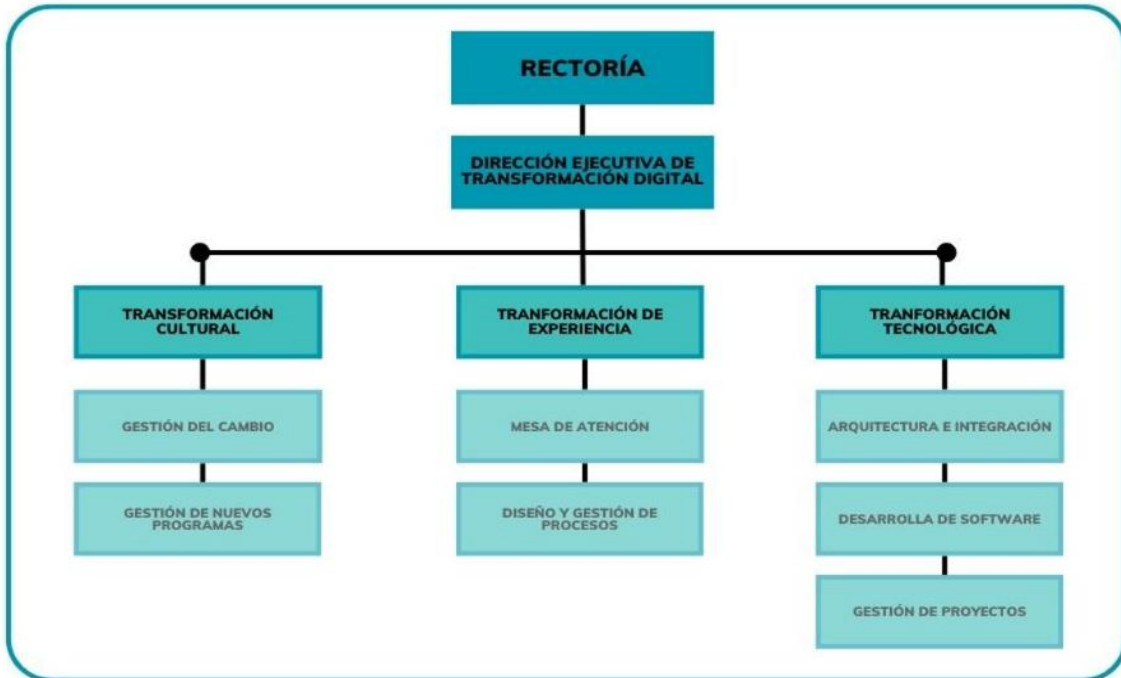 RECTORÍA
DIRECCIÓN EJECUTIVA DE
TRANSFORMACIÓN DIGITAL
TRANSFORMACIÓN
CULTURAL
GESTIÓN DEL CAMBIO
GESTIÓN DE NUEVOS
PROGRAMAS
TRANFORMACIÓN DE
EXPERIENCIA
MESA DE ATENCIÓN
DISEÑO Y GESTIÓN DE
PROCESOS
TRANFORMACIÓN
TECNOLÓGICA
ARQUITECTURA E INTEGRACIÓN
DESARROLLA DE SOFTWARE
GESTIÓN DE PROYECTOS